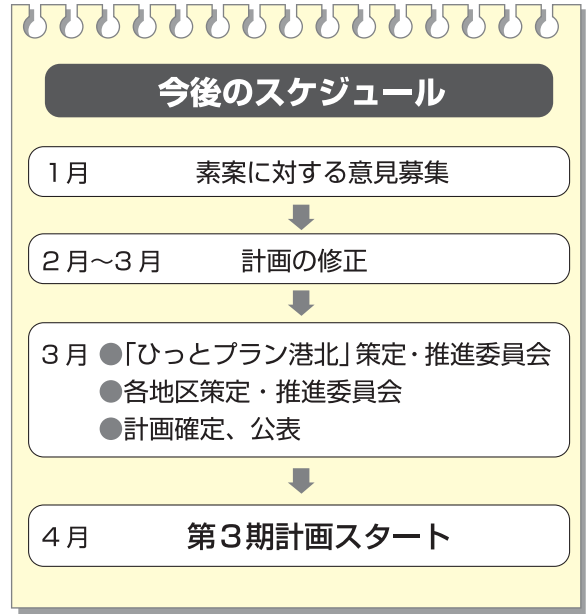 今後のスケジュール
1月 素案に対する意見募集
2月～3月 計画の修正
3月 ●「ひっとプラン港北」策定・推進委員会
●各地区策定・推進委員会
●計画確定、公表
4月 第3期計画スタート